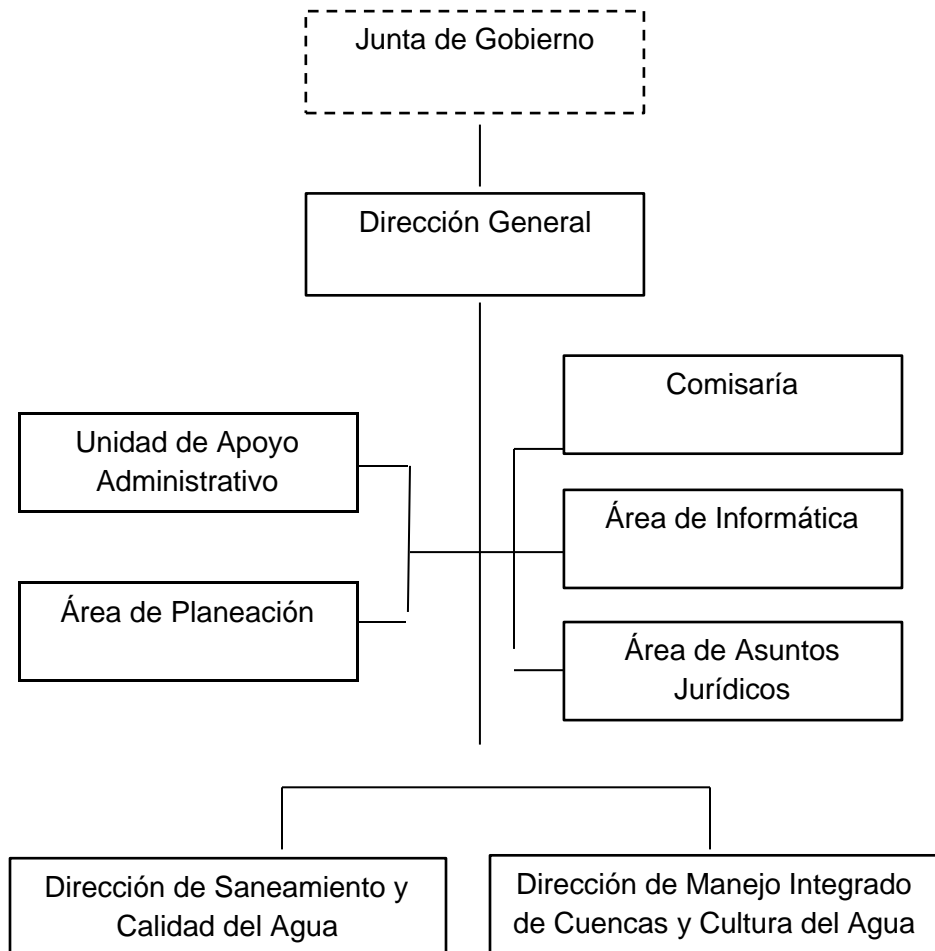 Junta de Gobierno
Dirección General
Comisaría
Unidad de Apoyo
Administrativo
Área de Informática
Área de Planeación
Área de Asuntos
Jurídicos
Dirección de Saneamiento y
Calidad del Agua
Dirección de Manejo Integrado
de Cuencas y Cultura del Agua